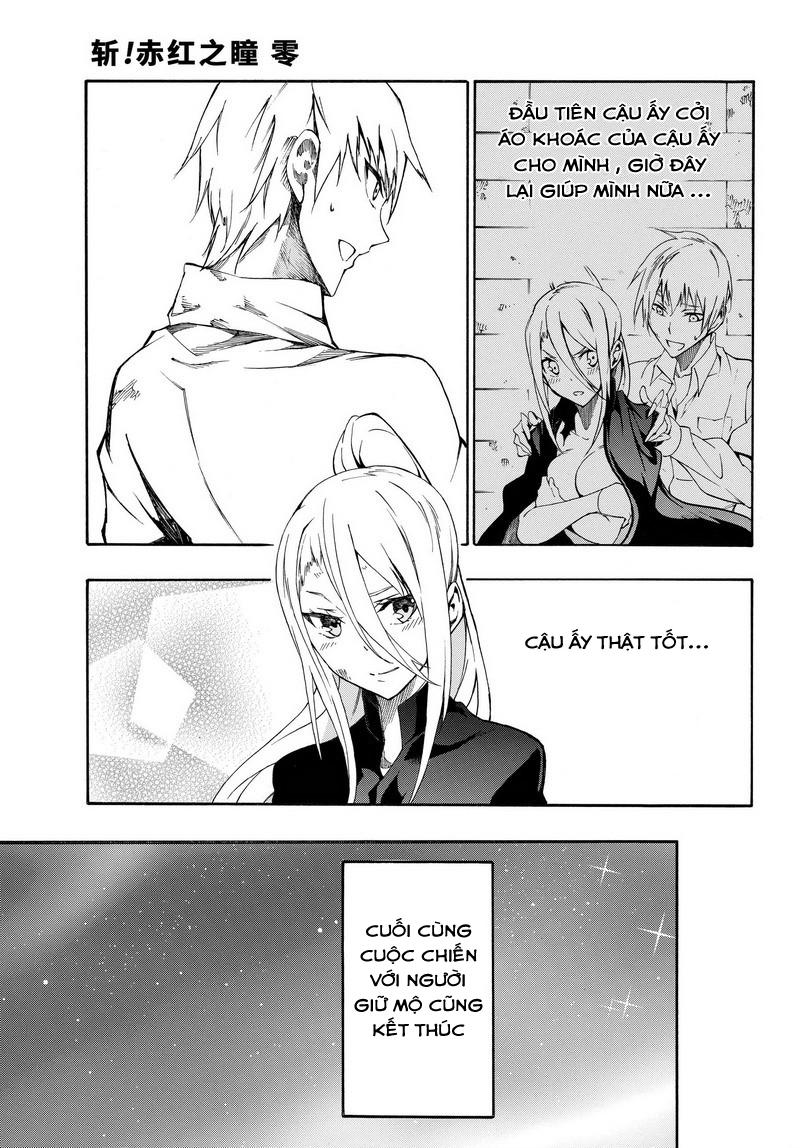 斩!赤红之瞳 零
ĐẦU TIÊN CẬU ẤY CỞI
ÁO KHOÁC CỦA CẬU ẤY
CHO MÌNH , GIỜ ĐÂY
LẠI GIÚP MÌNH NỮA ...
CẬU ẤY THẬT TỐT...
CUỐI CÙNG
CUỘC CHIẾN
VỚI NGƯỜI
GIỮ MỘ CŨNG
KẾT THÚC